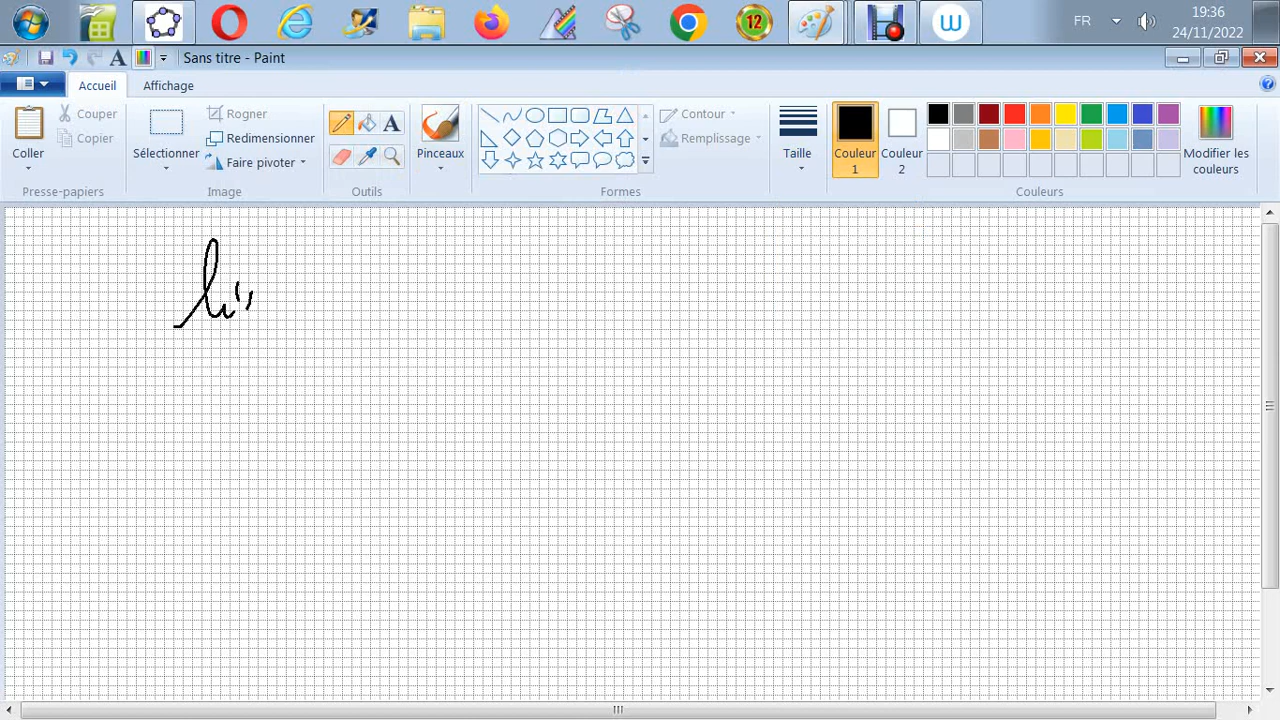 19:36
FR
24/11/2022
12
Sans titre - Paint
Accueil
Affichage
Coller
Couper
Copier
Presse-papiers
Sélectionner
Rogner
Redimensionner
Faire pivoter
Image
Outils
Pinceaux
Formes
Contour
Remplissage
Taille
Couleur
1
Couleur
2
Modifier les
couleurs
Couleurs